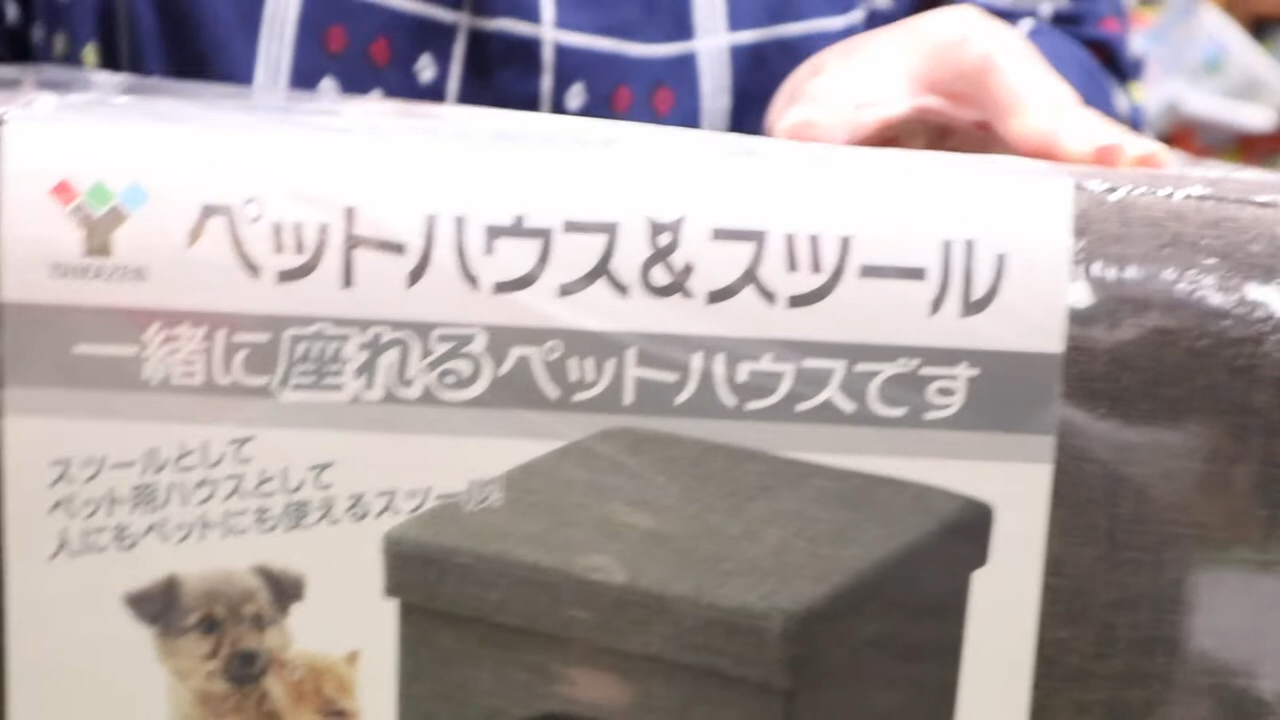 ペットハウス&スツール
一緒に座れるペットハウスです
スツールとして
ペット用ハウスとして
人にもペットにも使えるスツール